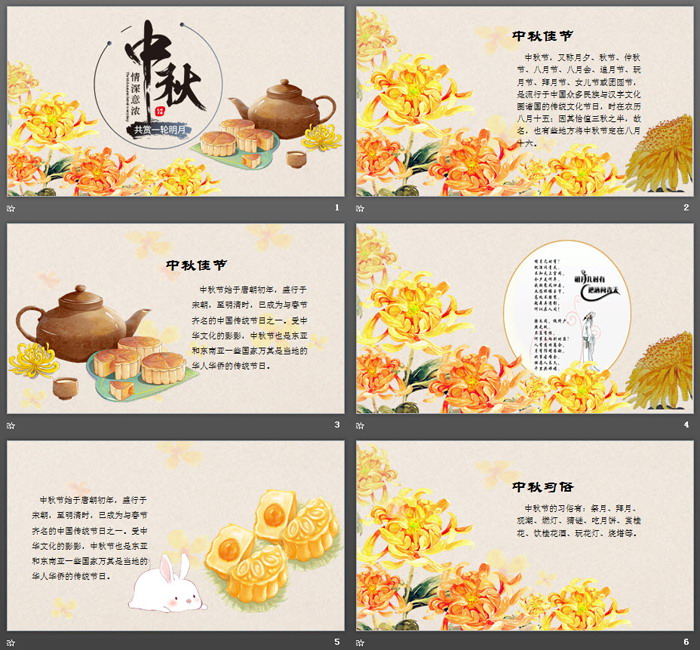 中秋
情深意浓
共赏一轮明月
1
中秋佳节
中秋节，又称月夕、秋节、仲秋
节、八月节、八月会、追月节、玩
月节、拜月节、女儿节或团圆节，
是流行于中国众多民族与汉字文化
圈诸国的传统文化节日，时在农历
八月十五；因其恰值三秋之半，故
名，也有些地方将中秋节定在八月
十六。
2
中秋佳节
中秋节始于唐朝初年，盛行于
宋朝，至明清时，已成为与春节
齐名的中国传统节日之一。受中
华文化的影响，中秋节也是东亚
和东南亚一些国家尤其是当地的
华人华侨的传统节日。
3
明月几时有
把酒问青天
4
中秋节始于唐朝初年，盛行于
宋朝，至明清时，已成为与春节
齐名的中国传统节日之一。受中
华文化的影响，中秋节也是东亚
和东南亚一些国家尤其是当地的
华人华侨的传统节日。
5
中秋习俗
中秋节的习俗有：祭月、拜月、
观潮、燃灯、猜谜、吃月饼、赏桂
花、饮桂花酒、玩花灯、烧塔等。
6